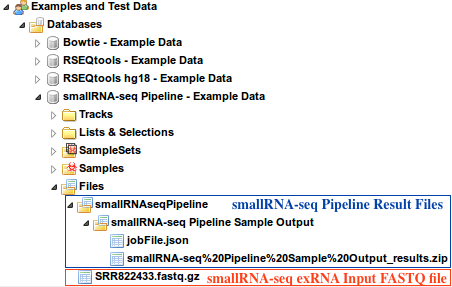 Examples and Test Data
Databases
Bowtie - Example Data
RSEQtools - Example Data
RSEQtools hg18 - Example Data
smallRNA-seq Pipeline - Example Data
Tracks
Lists & Selections
SampleSets
Samples
Files
smallRNAseqPipeline smallRNA-seq Pipeline Result Files
smallRNA-seq Pipeline Sample Output
jobFile.json
smallRNA-seq%20Pipeline%20Sample%20Output_results.zip
SRR822433.fastq.gz smallRNA-seq exRNA Input FASTQ file